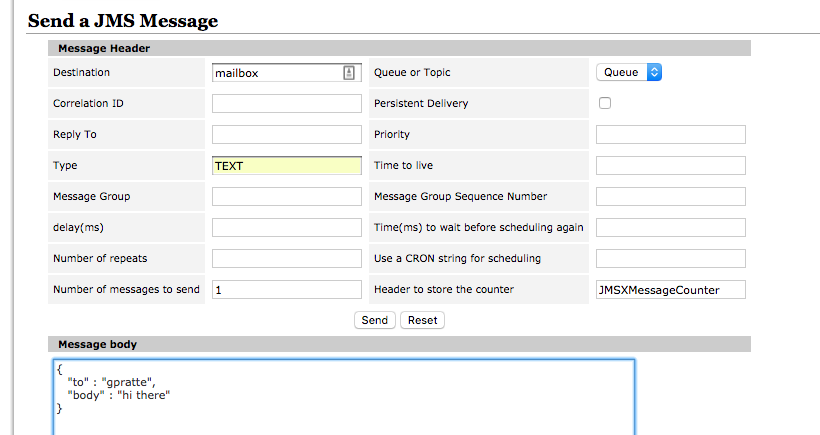 Send a JMS Message
Message Header
Destination mailbox Queue or Topic Queue
Correlation ID Persistent Delivery
Reply To Priority
Type TEXT Time to live
Message Group Message Group Sequence Number
delay(ms) Time(ms) to wait before scheduling again
Number of repeats Use a CRON string for scheduling
Number of messages to send 1 Header to store the counter JMSXMessageCounter
Send Reset
Message body
{
"to" : "gpratte",
"body" : "hi there"
}